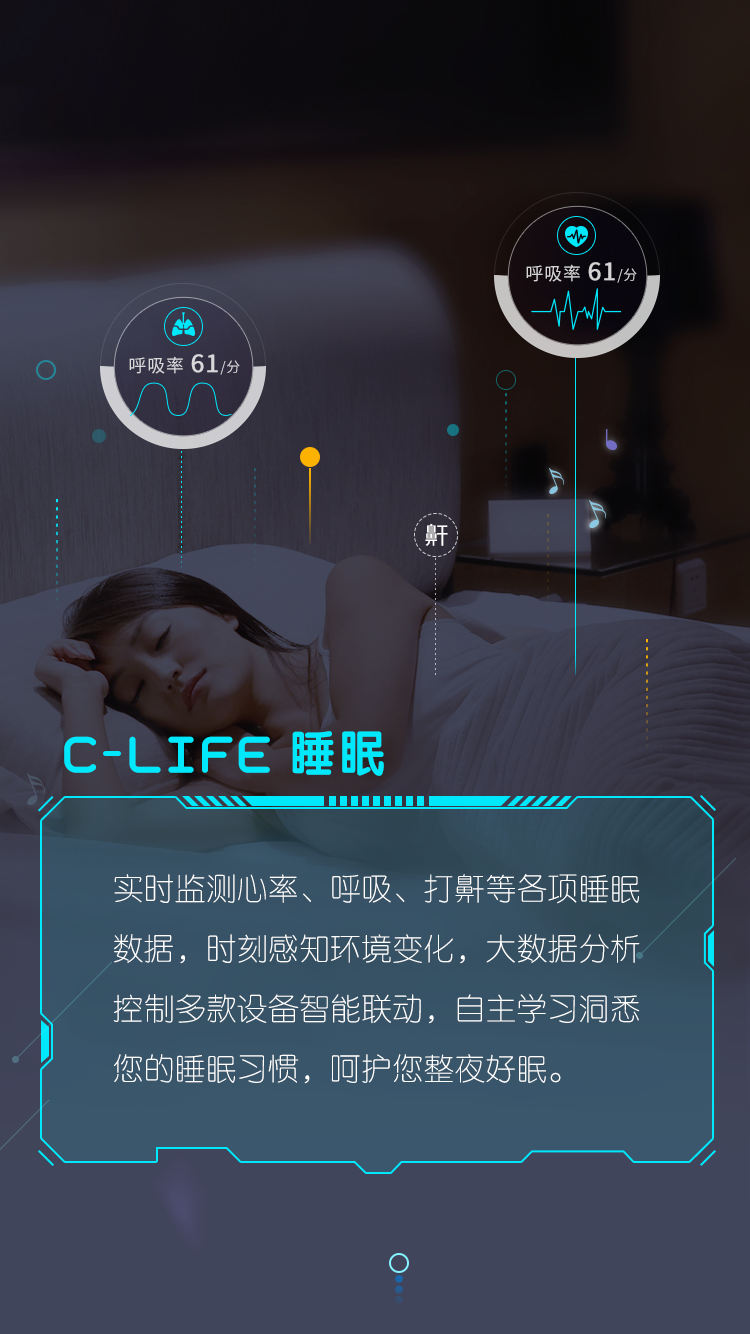 呼吸率 61/分
呼吸率 61/分
鼾
C-LIFE 睡眠
实时监测心率、呼吸、打鼾等各项睡眠
数据，时刻感知环境变化，大数据分析
控制多款设备智能联动，自主学习洞悉
您的睡眠习惯，呵护您整夜好眠。